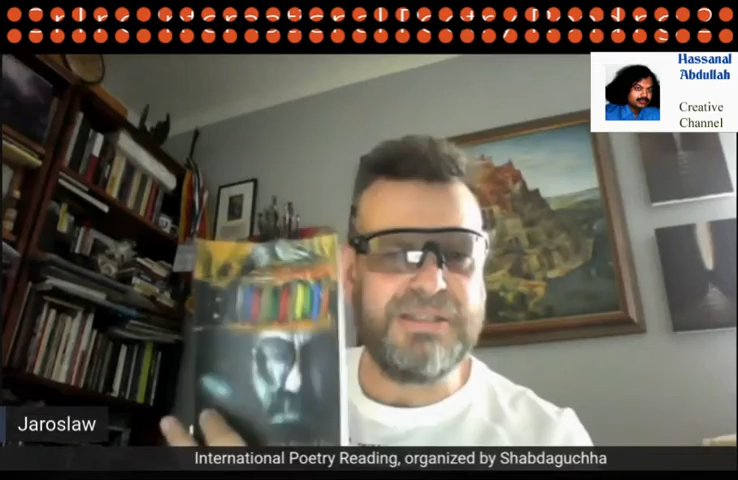 Hassanal
Abdullah
Creative
Channel
Jaroslaw
International Poetry Reading, organized by Shabdaguchha